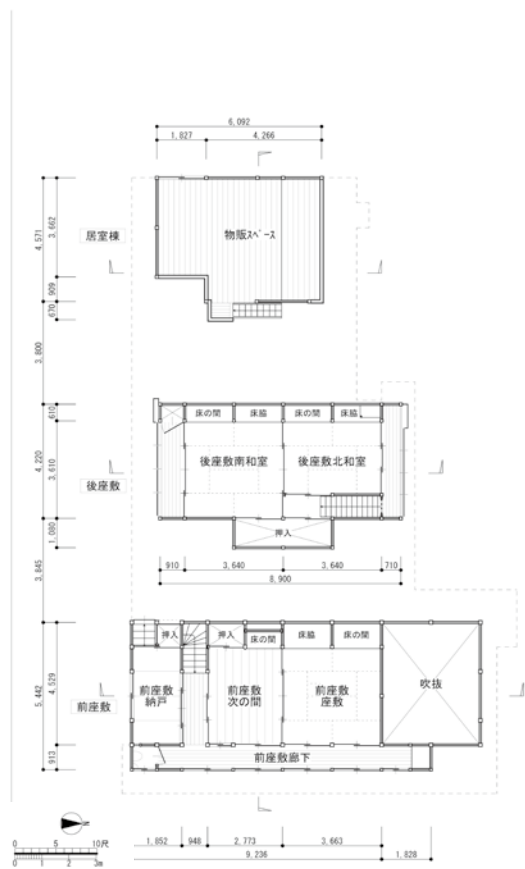 6,092
1,827 4,266
居室棟
物販スペース
4,571
3,662
909
670
3,800
床の間 床脇 床の間 床脇
後座敷南和室 後座敷北和室
後座敷
押入
610
4,220
3,610
1,080
3,845
910 3,640 3,640 710
8,900
押入 押入 床の間 床脇 床の間
前座敷
納戸
前座敷
次の間
前座敷
座敷
吹抜
前座敷
前座敷廊下
5,442
4,529
913
1,852 948 2,773 3,663
9,236 1,828
0 5 10尺
0 1 2 3m